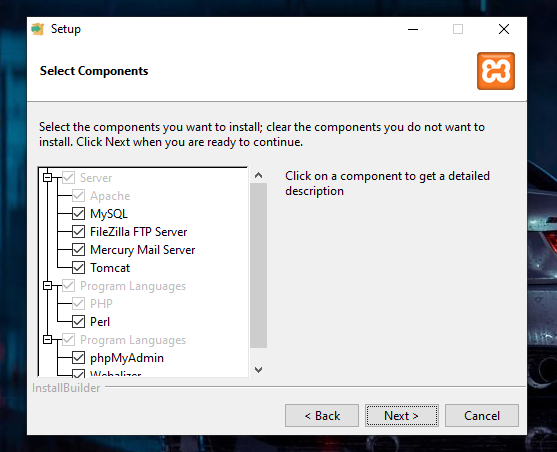 Setup
Select Components
Select the components you want to install; clear the components you do not want to
install. Click Next when you are ready to continue.
Server
Apache
MySQL
FileZilla FTP Server
Mercury Mail Server
Tomcat
Program Languages
PHP
Perl
Program Languages
phpMyAdmin
Webalizer
Click on a component to get a detailed
description
InstallBuilder
< Back
Next >
Cancel